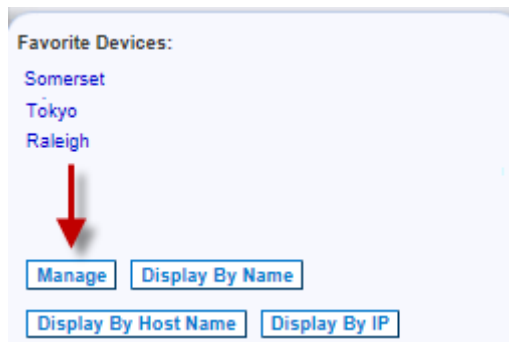 Favorite Devices:
Somerset
Tokyo
Raleigh
Manage Display By Name
Display By Host Name Display By IP